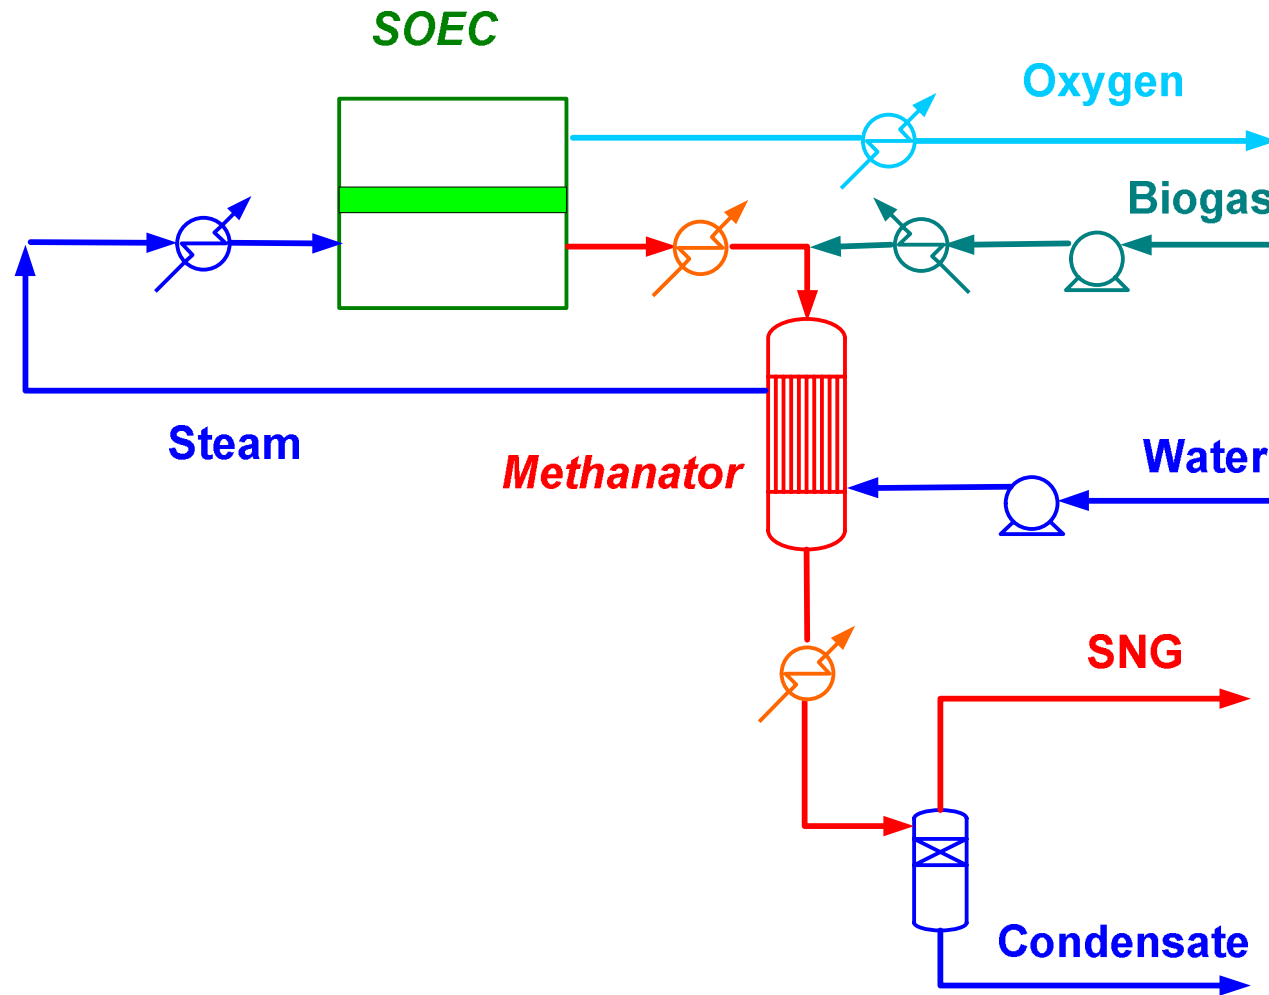 SOEC
Oxygen
Biogas
Steam
Methanator
Water
SNG
Condensate